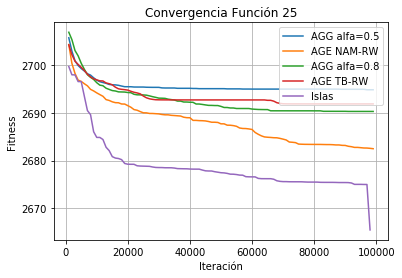 Convergencia Función 25
AGG alfa=0.5
AGE NAM-RW
AGG alfa=0.8
AGE TB-RW
Islas
Fitness
2700
2690
2680
2670
0
20000
40000
60000
80000
100000
Iteración